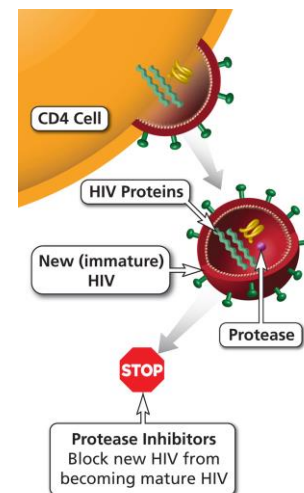 CD4 Cell
HIV Proteins
New (immature)
HIV
Protease
STOP
Protease Inhibitors
Block new HIV from
becoming mature HIV